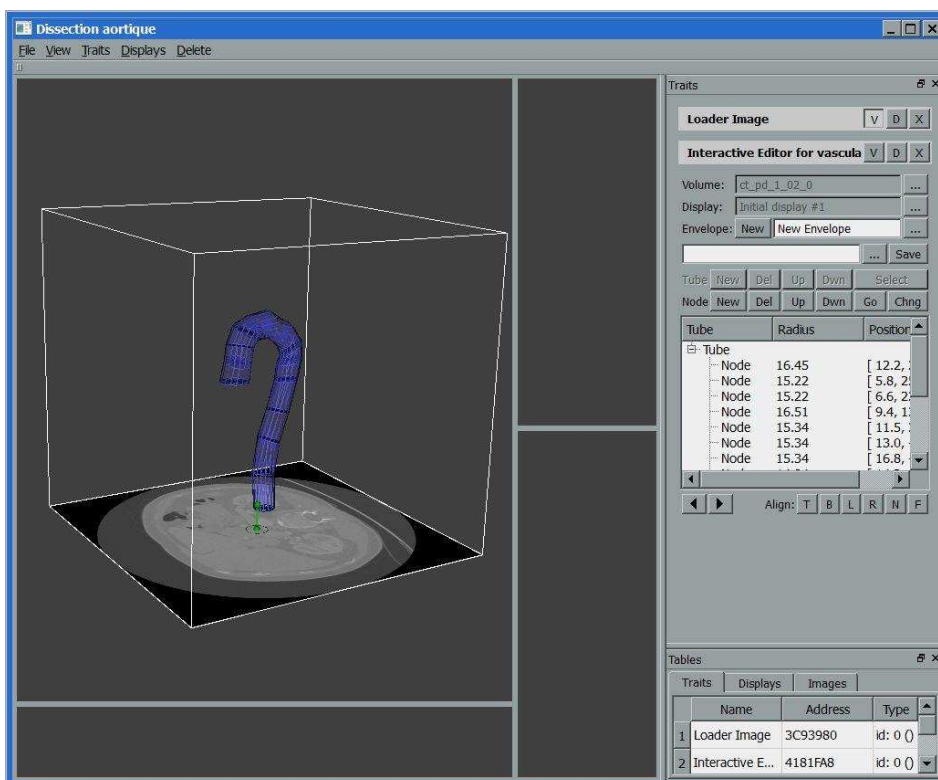 Dissection aortique
File View Traits Displays Delete
Traits
Loader Image V D X
Interactive Editor for vascula V D X
Volume: ct_pd_1_02_0 ...
Display: Initial display #1 ...
Envelope: New New Envelope ...
... Save
Tube New Del Up Dwn Select
Node New Del Up Dwn Go Chng
Tube Radius Position
Tube
Node 16.45 [ 12.2,
Node 15.22 [ 5.8,
Node 15.22 [ 6.6,
Node 16.51 [ 9.4,
Node 15.34 [ 11.5,
Node 15.34 [ 13.0,
Node 15.34 [ 16.8,
Align: T B L R N F
Tables
Traits Displays Images
Name Address Type
1 Loader Image 3C93980 id: 0 ()
2 Interactive E... 4181FA8 id: 0 ()